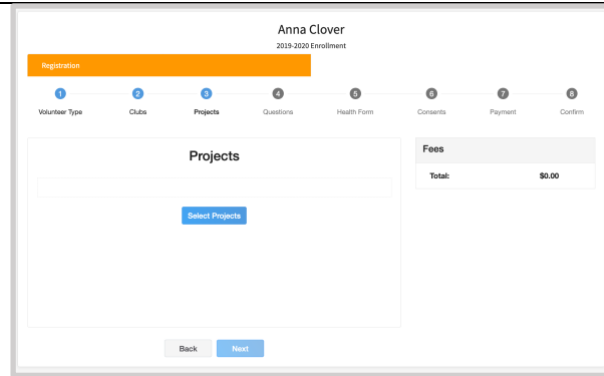 Anna Clover
2019-2020 Enrollment
Registration
1 2 3 4 5 6 7 8
Volunteer Type Clubs Projects Questions Health Form Consents Payment Confirm
Projects
Select Projects
Fees
Total: $0.00
Back Next